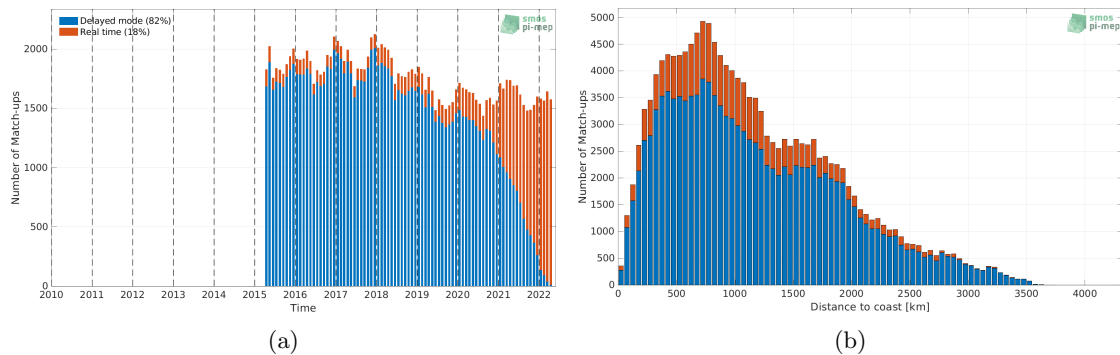 Delayed mode (82%)
Real time (18%)
smos
pi-mep
Number of Match-ups
2000
1500
1000
500
0
2010 2011 2012 2013 2014 2015 2016 2017 2018 2019 2020 2021 2022
Time
(a)
smos
pi-mep
Number of Match-ups
5000
4500
4000
3500
3000
2500
2000
1500
1000
500
0
0 500 1000 1500 2000 2500 3000 3500 4000
Distance to coast [km]
(b)